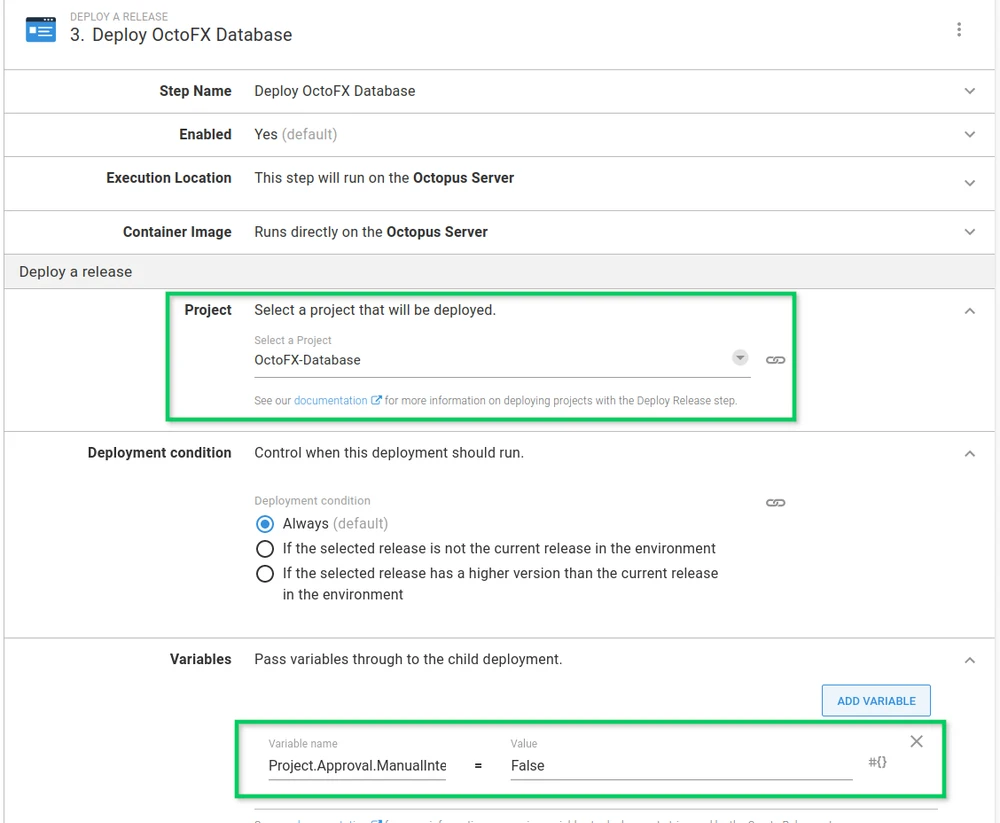 DEPLOY A RELEASE
3. Deploy OctoFX Database
Step Name Deploy OctoFX Database
Enabled Yes (default)
Execution Location This step will run on the Octopus Server
Container Image Runs directly on the Octopus Server
Deploy a release
Project Select a project that will be deployed.
Select a Project
OctoFX-Database
See our documentation for more information on deploying projects with the Deploy Release step.
Deployment condition Control when this deployment should run.
Deployment condition
Always (default)
If the selected release is not the current release in the environment
If the selected release has a higher version than the current release
in the environment
Variables Pass variables through to the child deployment.
ADD VARIABLE
Variable name Value
Project.Approval.ManualInte = False #{}